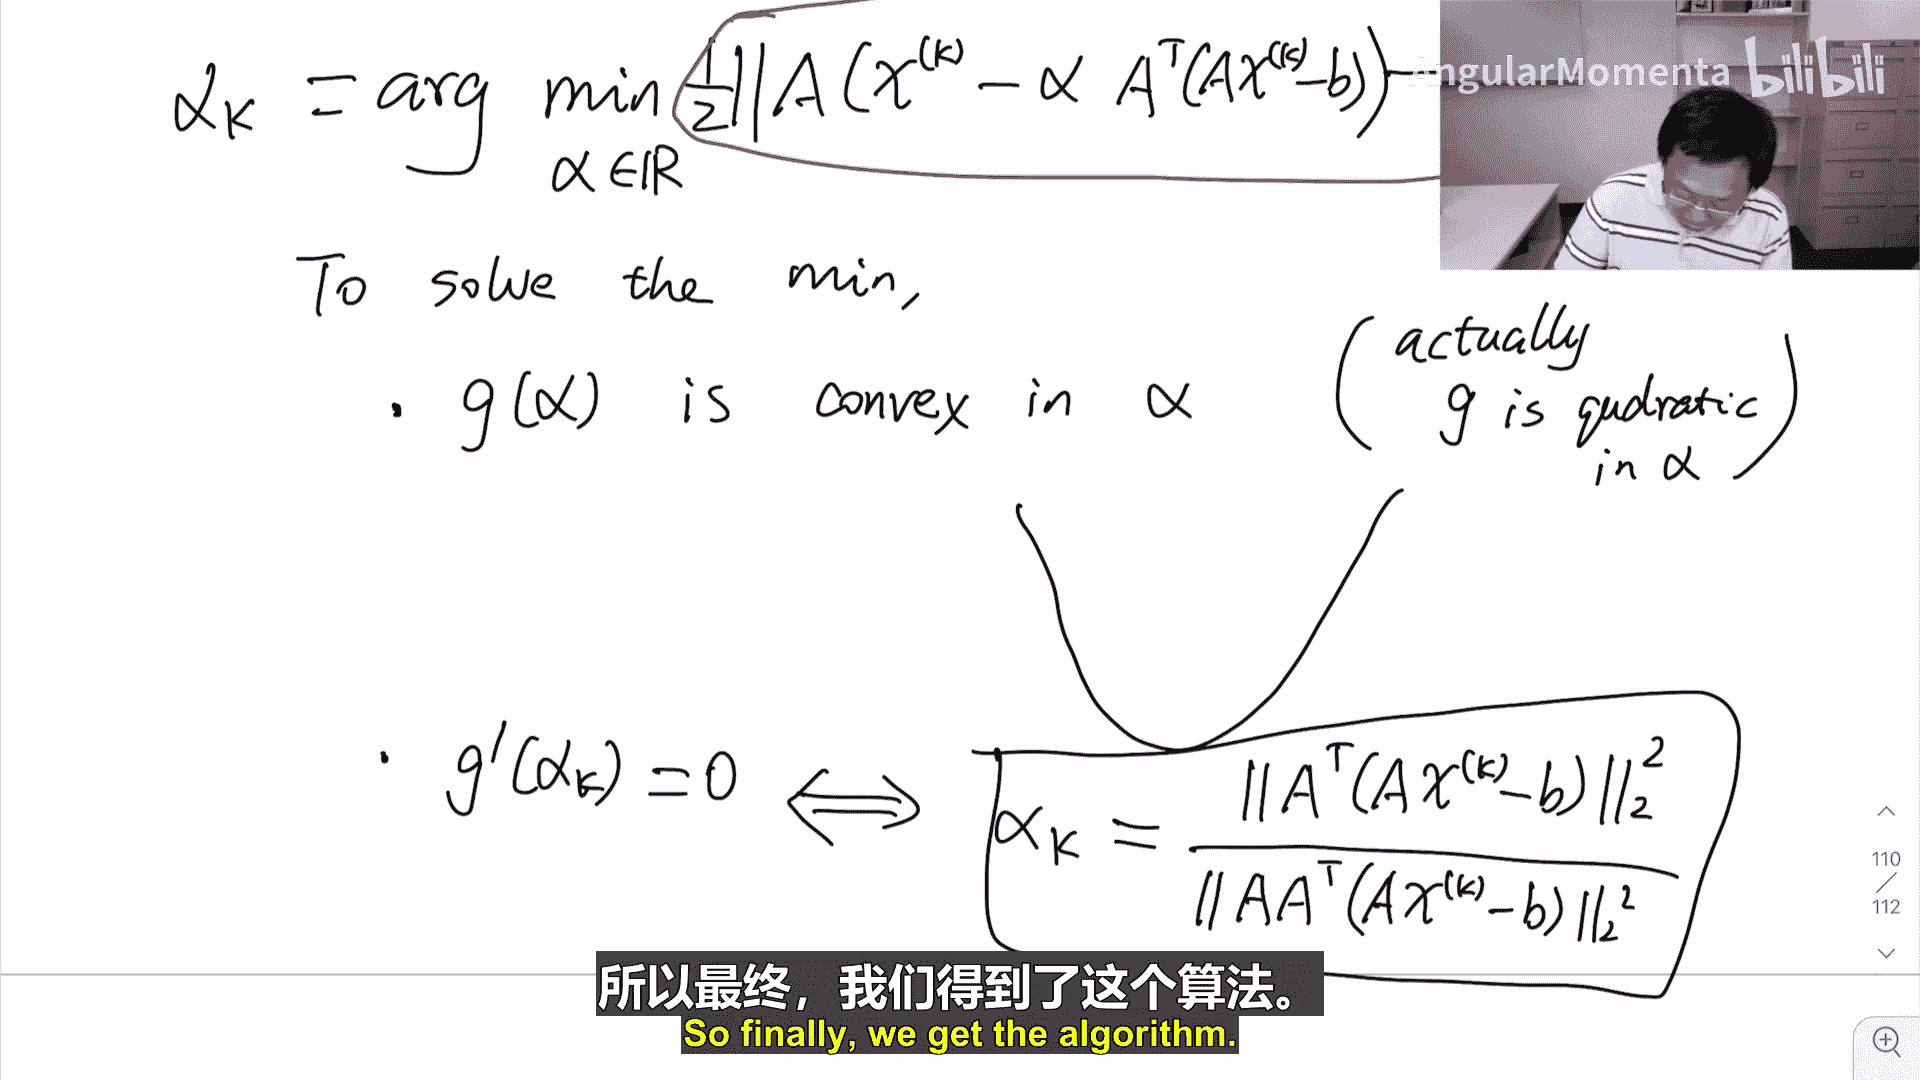 α_K = arg min_{α∈ℝ} ½||A(x^(k) − α A^T(Ax^(k)−b))−
AngularMomenta bilibili
To solve the min,
(actually
g is qudratic
in α)
· g(α) is convex in α
· g'(α_k) = 0 ⟺ α_K = ||A^T(Ax^(k)−b)||_2^2 / ||AA^T(Ax^(k)−b)||_2^2
110
/
112
所以最终，我们得到了这个算法。
So finally, we get the algorithm.